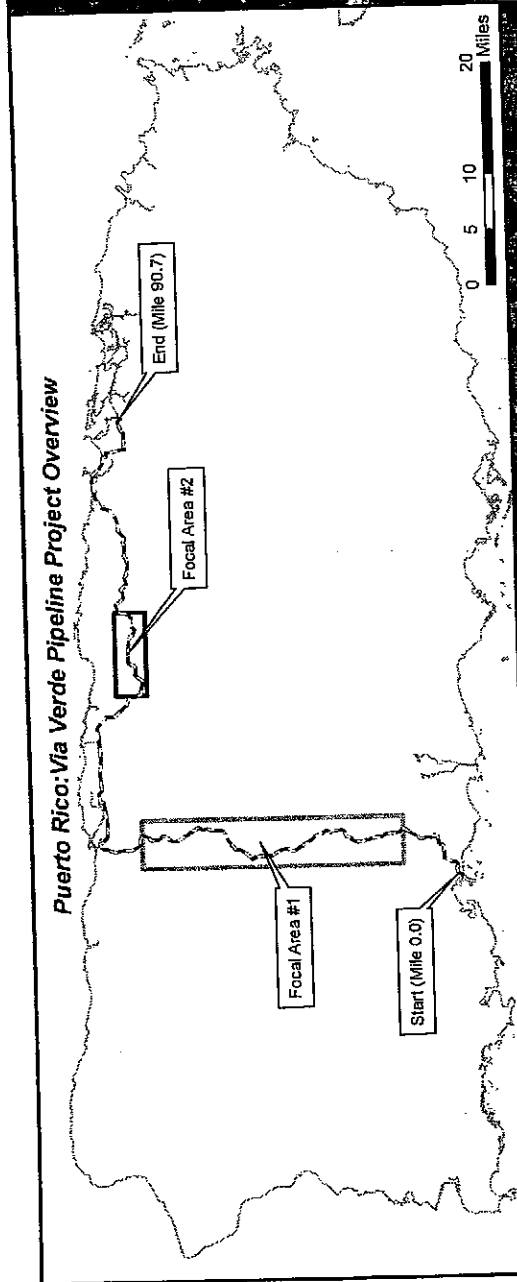 Puerto Rico:Via Verde Pipeline Project Overview
End (Mile 90.7)
Focal Area #2
Focal Area #1
Start (Mile 0.0)
0 5 10 20
Miles